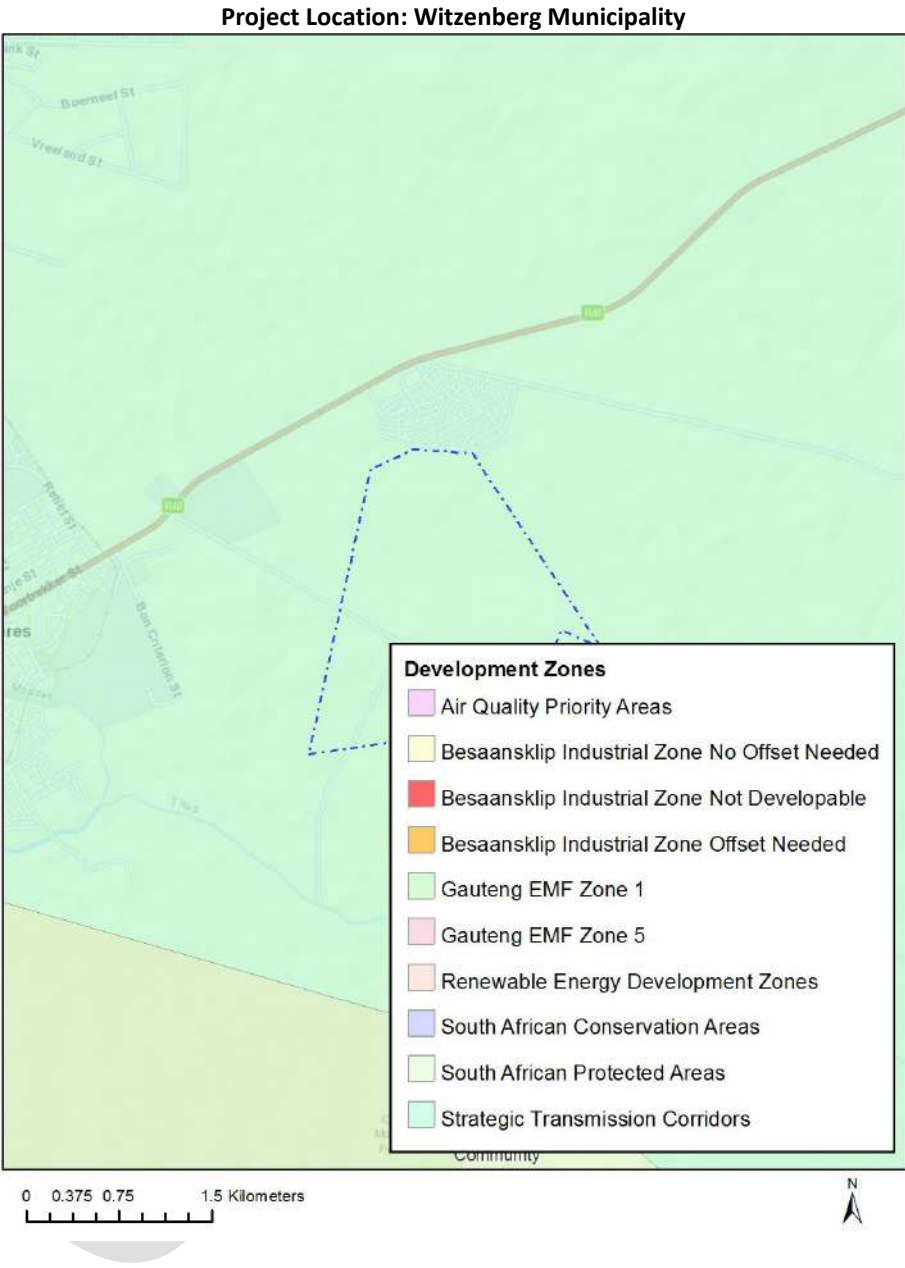 Project Location: Witzenberg Municipality
Boerneef St
Vreeland St
Retief St
Voortrekker St
res
Bon Chretien St
Development Zones
Air Quality Priority Areas
Besaansklip Industrial Zone No Offset Needed
Besaansklip Industrial Zone Not Developable
Besaansklip Industrial Zone Offset Needed
Gauteng EMF Zone 1
Gauteng EMF Zone 5
Renewable Energy Development Zones
South African Conservation Areas
South African Protected Areas
Strategic Transmission Corridors
Community
0 0.375 0.75 1.5 Kilometers
N